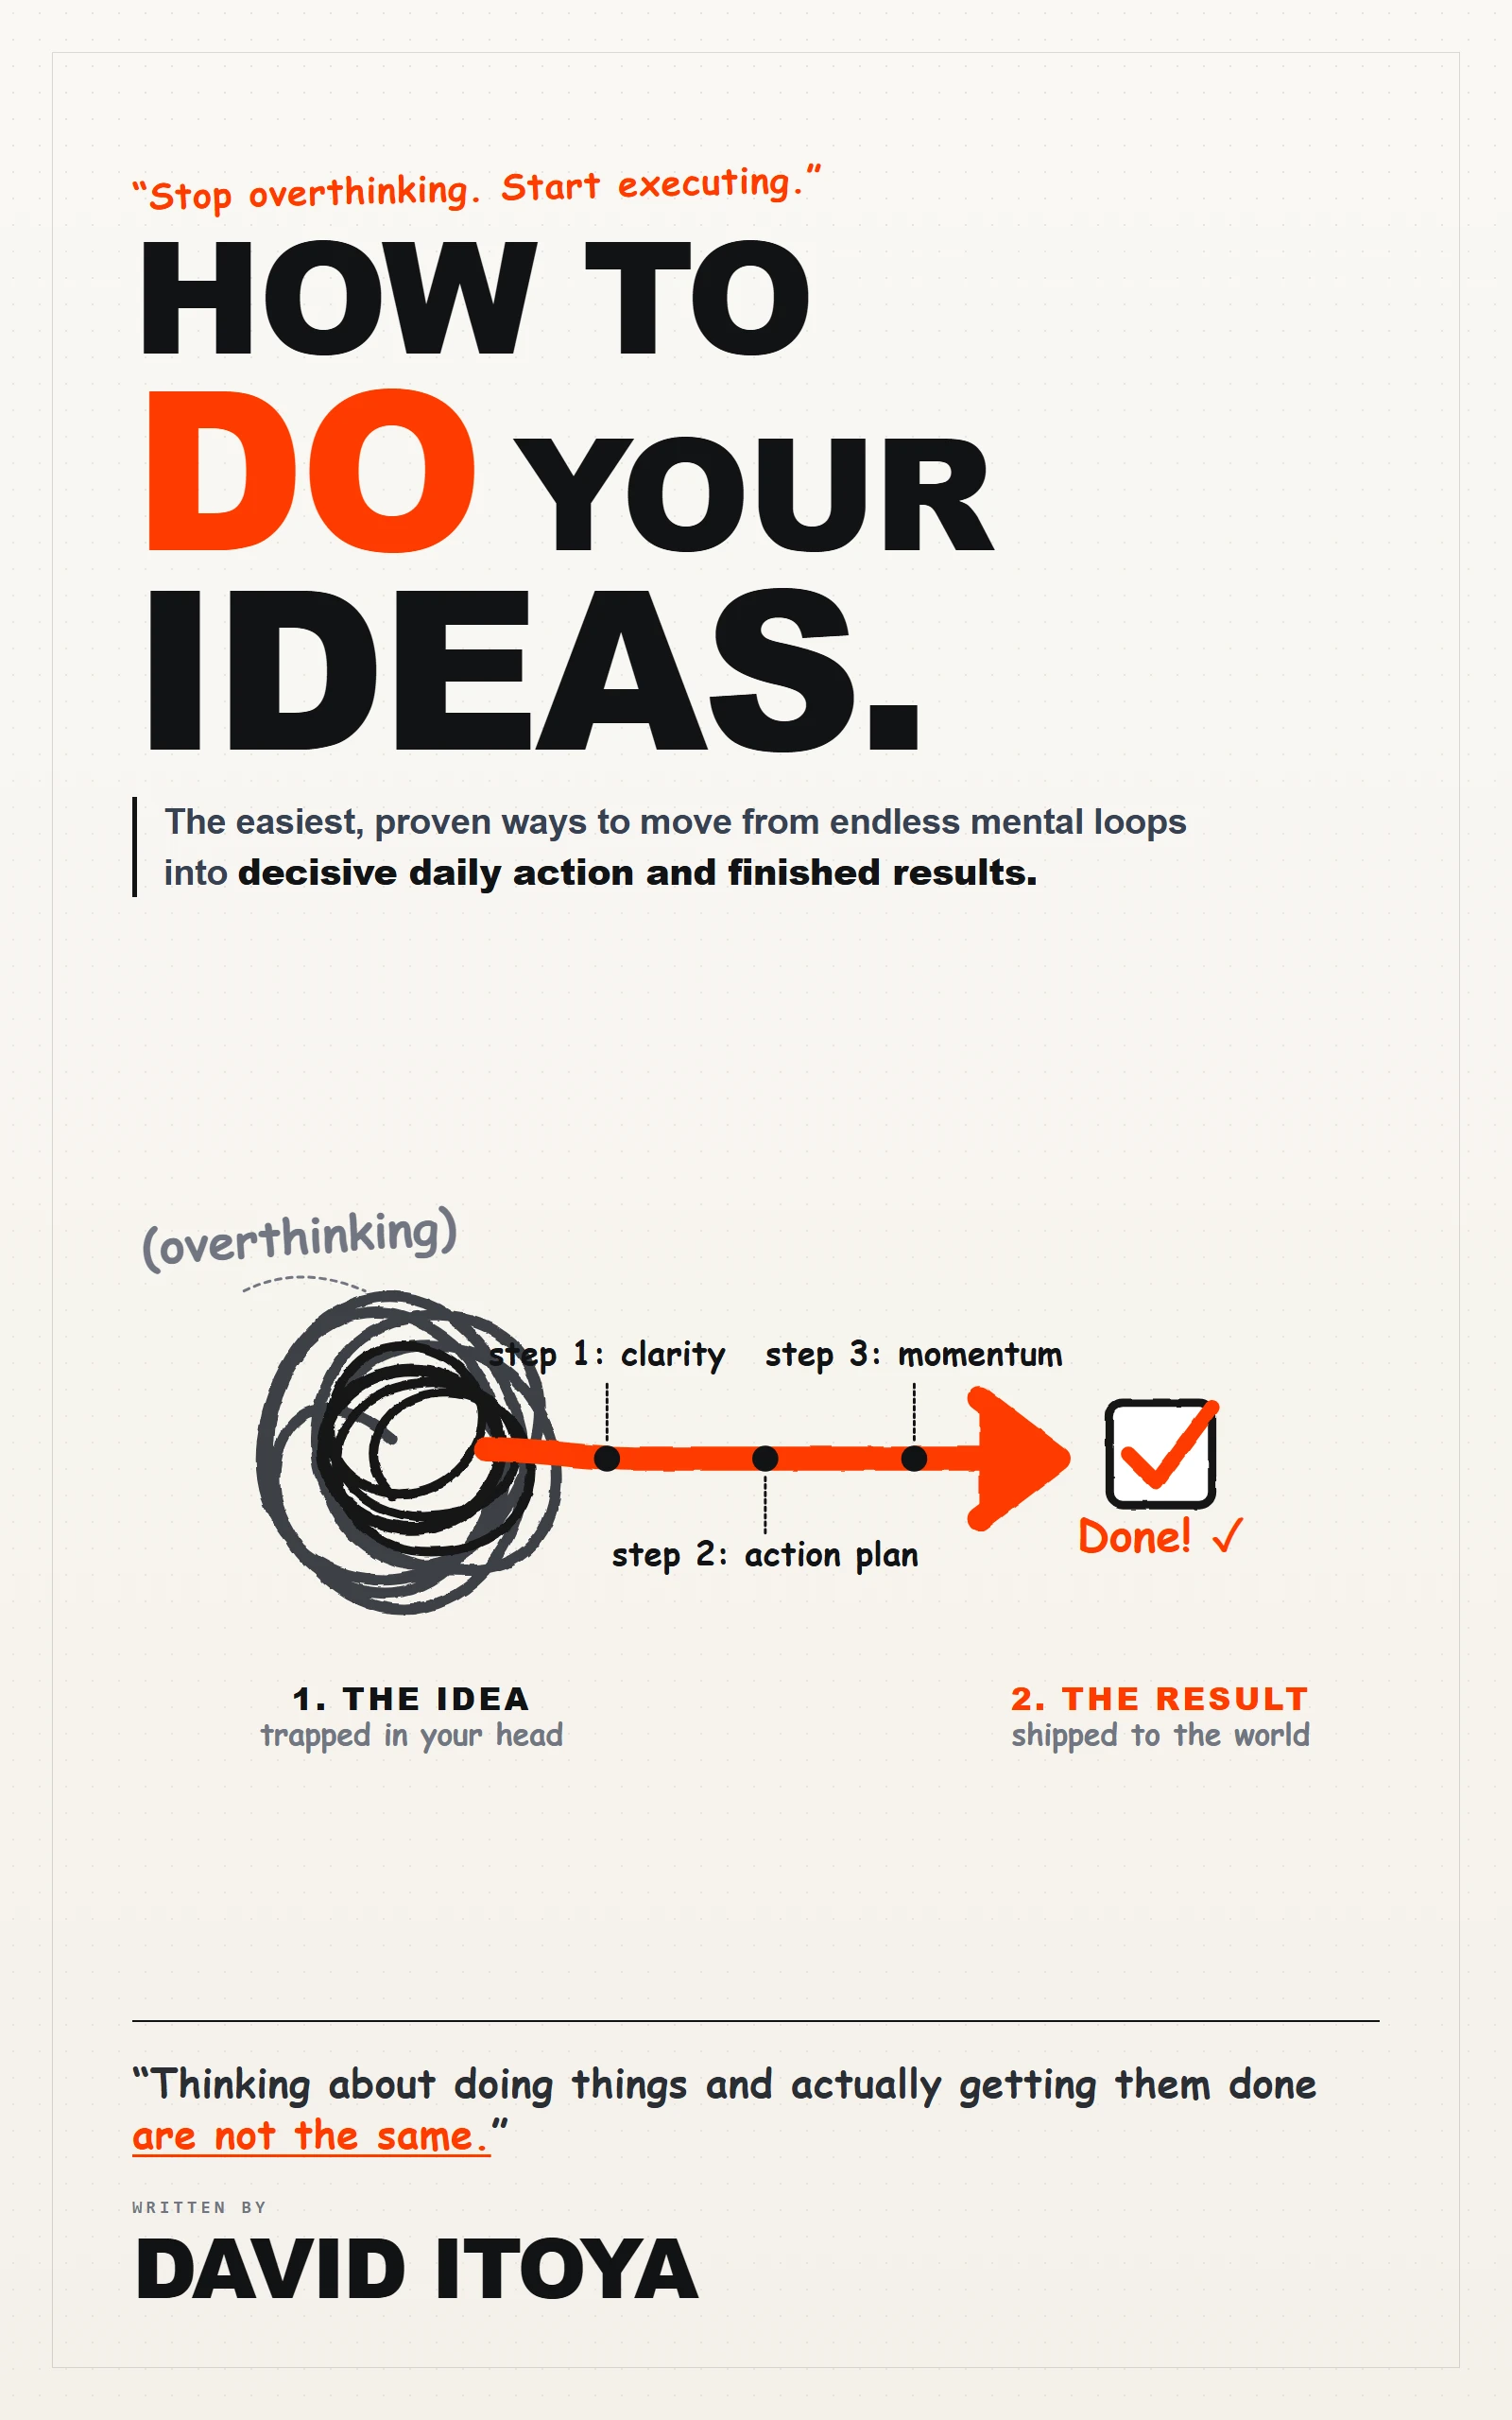 “Stop overthinking. Start executing.”
HOW TO
DO YOUR
IDEAS.
The easiest, proven ways to move from endless mental loops
into decisive daily action and finished results.
(overthinking)
step 1: clarity
step 3: momentum
step 2: action plan
Done! ✓
1. THE IDEA
trapped in your head
2. THE RESULT
shipped to the world
“Thinking about doing things and actually getting them done
are not the same.”
WRITTEN BY
DAVID ITOYA